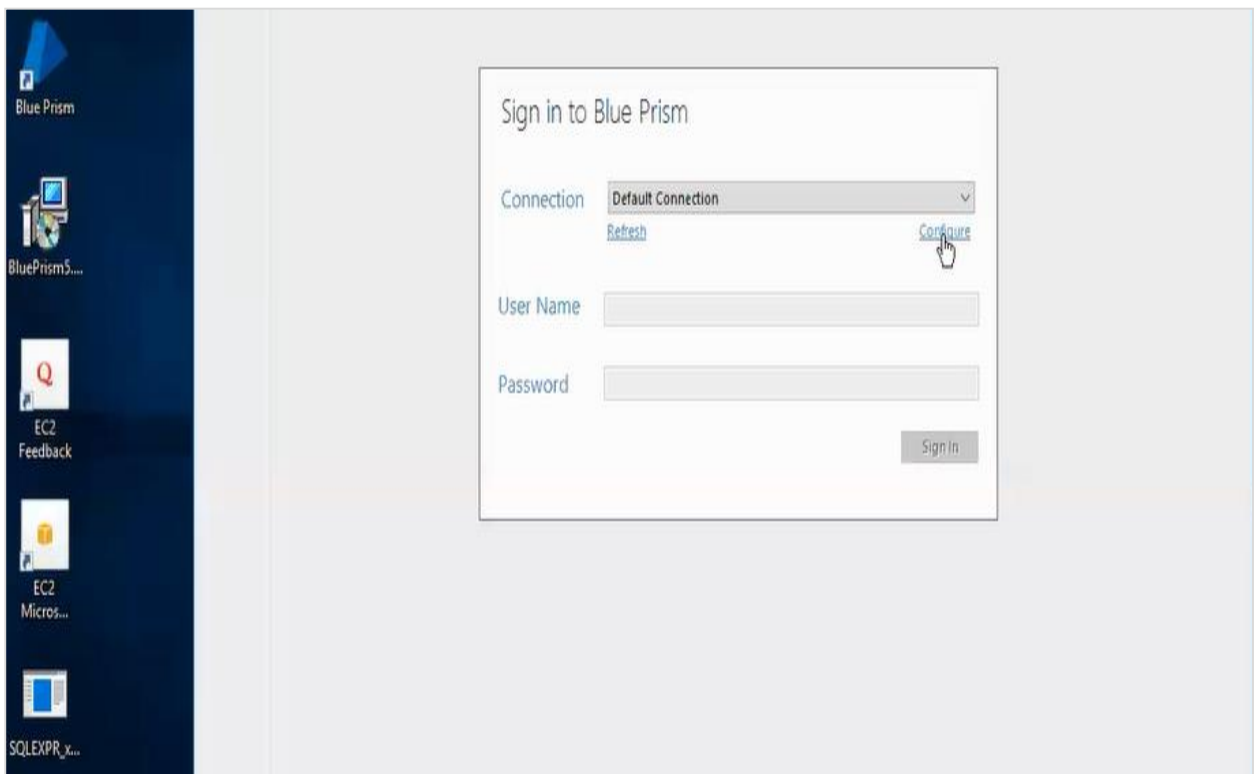 Blue Prism
BluePrism5....
Q
EC2
Feedback
EC2
Micros...
SQLEXPR_x...
Sign in to Blue Prism
Connection
Default Connection
Refresh
Configure
User Name
Password
Sign In